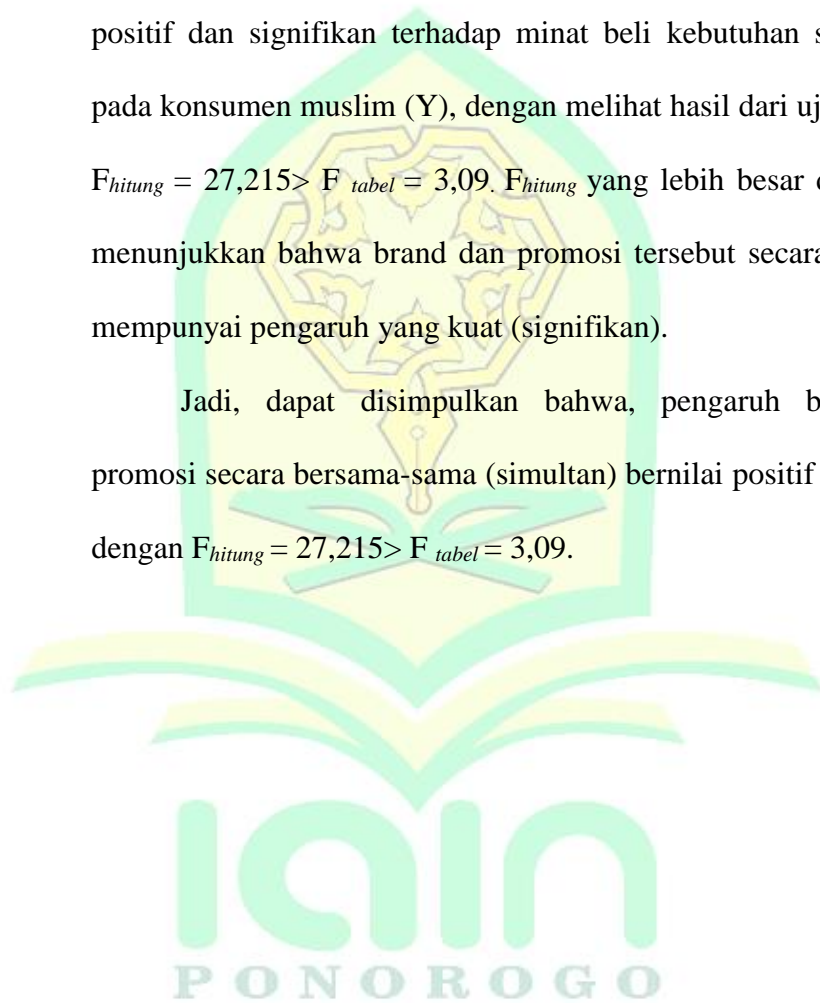 positif dan signifikan terhadap minat beli kebutuhan
pada konsumen muslim (Y), dengan melihat hasil dari
Fhitung = 27,215> F tabel = 3,09. Fhitung yang lebih besar
menunjukkan bahwa brand dan promosi tersebut secara
mempunyai pengaruh yang kuat (signifikan).
Jadi, dapat disimpulkan bahwa, pengaruh
promosi secara bersama-sama (simultan) bernilai positif
dengan Fhitung = 27,215> F tabel = 3,09.
iain
PONOROGO